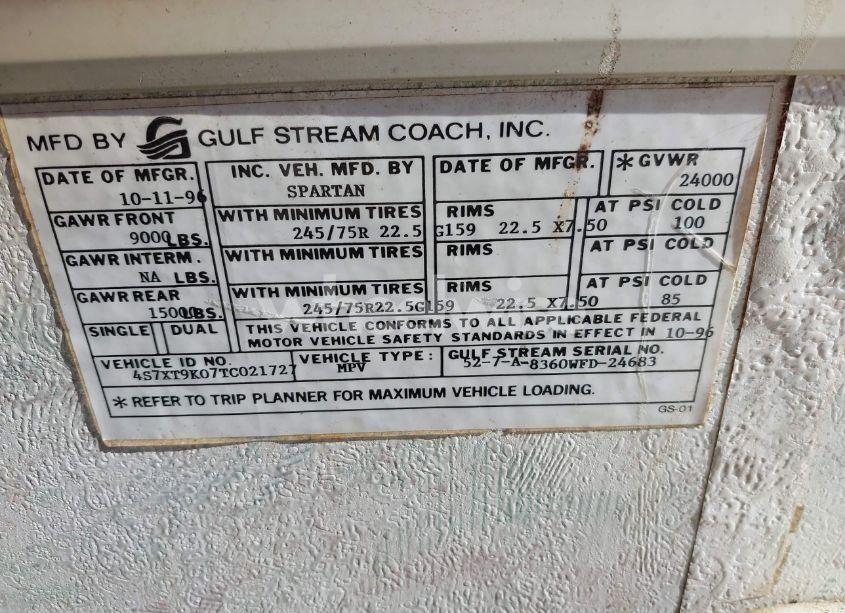 MFD BY GULF STREAM COACH, INC.
DATE OF MFGR. INC. VEH. MFD. BY DATE OF MFGR. * GVWR
10-11-96 SPARTAN 24000
GAWR FRONT WITH MINIMUM TIRES RIMS AT PSI COLD
9000 LBS. 245/75R 22.5 G159 22.5 X7.50 100
GAWR INTERM. WITH MINIMUM TIRES RIMS AT PSI COLD
NA LBS.
GAWR REAR WITH MINIMUM TIRES RIMS AT PSI COLD
15000 LBS. 245/75R22.5G159 22.5 X7.50 85
SINGLE DUAL THIS VEHICLE CONFORMS TO ALL APPLICABLE FEDERAL
MOTOR VEHICLE SAFETY STANDARDS IN EFFECT IN 10-96
VEHICLE ID NO. VEHICLE TYPE: GULF STREAM SERIAL NO.
4S7XT9K07TC021727 MPV 52-7-A-8360WFD-24683
* REFER TO TRIP PLANNER FOR MAXIMUM VEHICLE LOADING.
GS-01